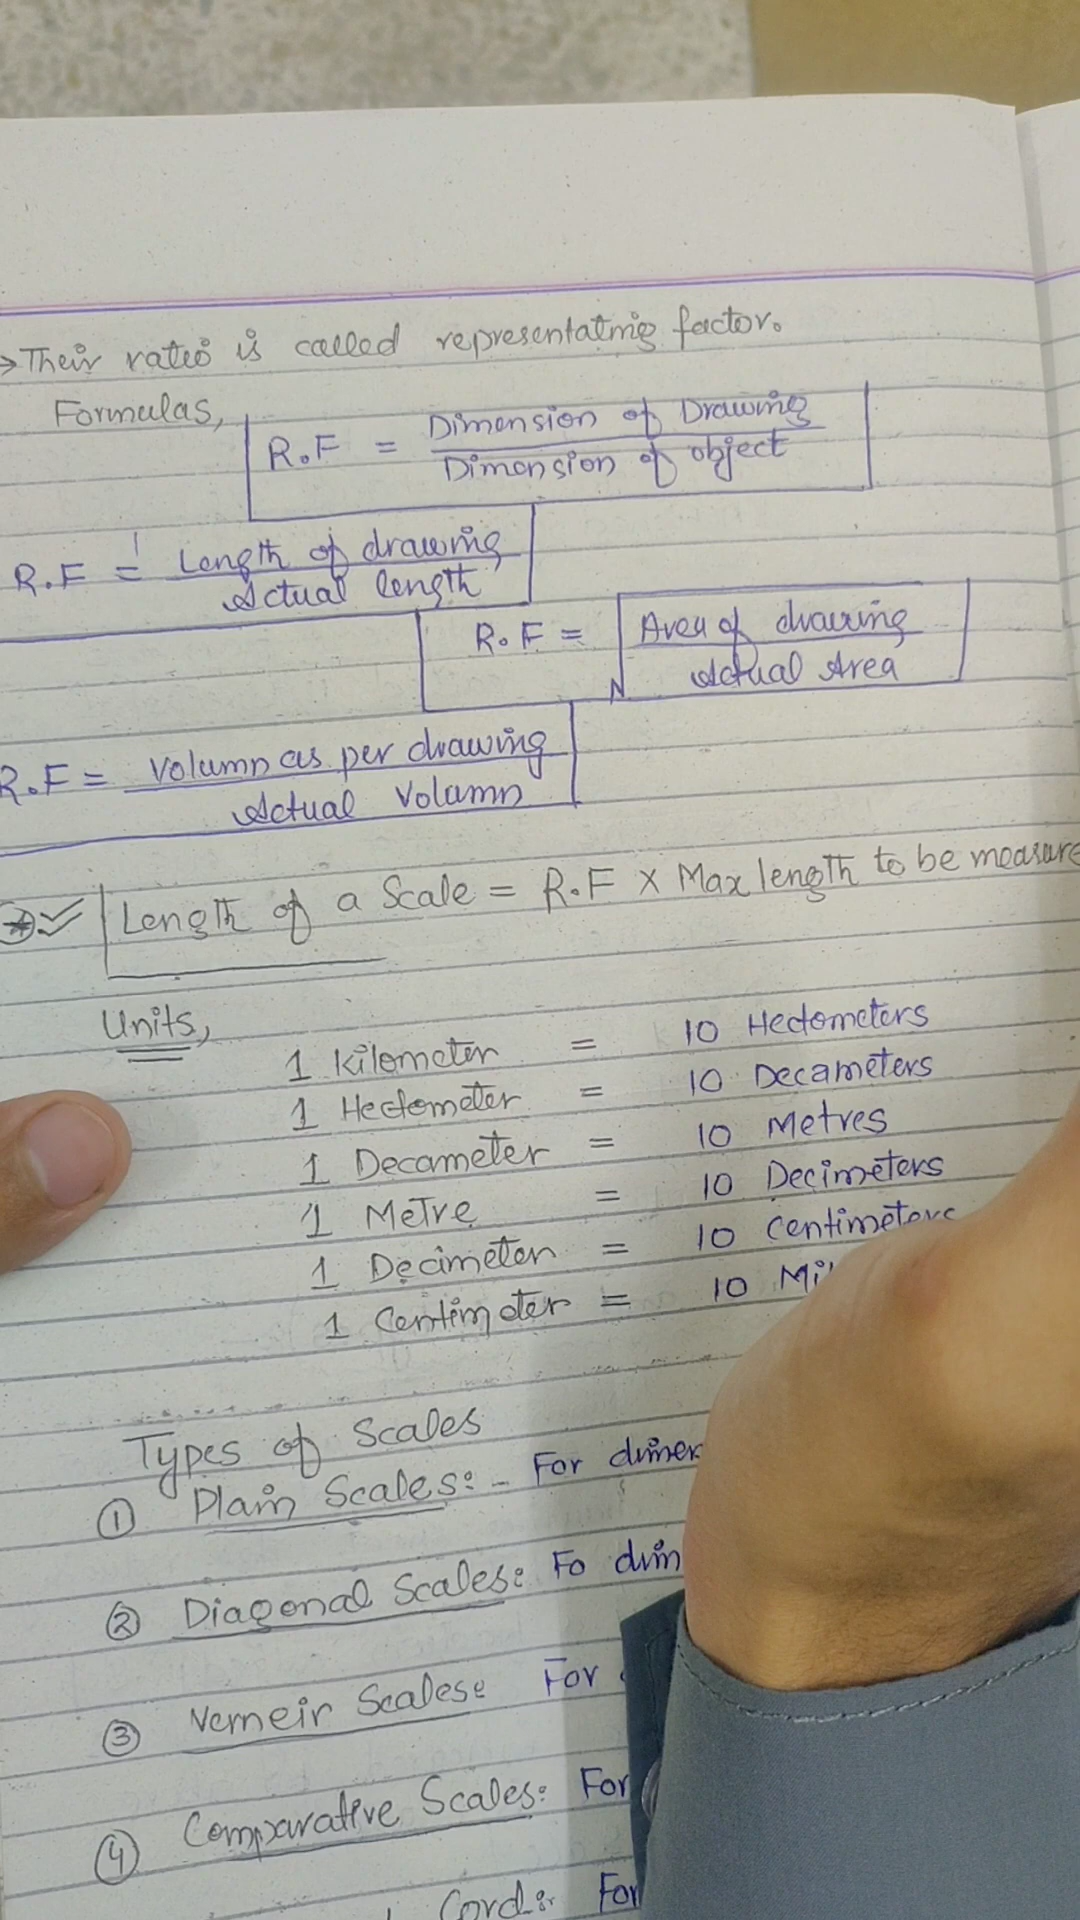 →Their ratio is called representating factor.
Formulas,
R.F = Dimension of Drawing
Dimension of object
R.F = Length of drawing
Actual length
R.F = √ Area of drawing
Actual Area
R.F = Volumn as per drawing
Actual Volumn
Length of a Scale = R.F × Max length to be measure
Units,
1 Kilometer = 10 Hectometers
1 Hectometer = 10 Decameters
1 Decameter = 10 Metres
1 Metre = 10 Decimeters
1 Decimeter = 10 Centimeters
1 Centimeter = 10 Mi
Types of Scales
① Plain Scales:- For dimen
② Diagonal Scales: Fo dim
③ Verneir Scales: For
④ Comparative Scales: For
Cord: For